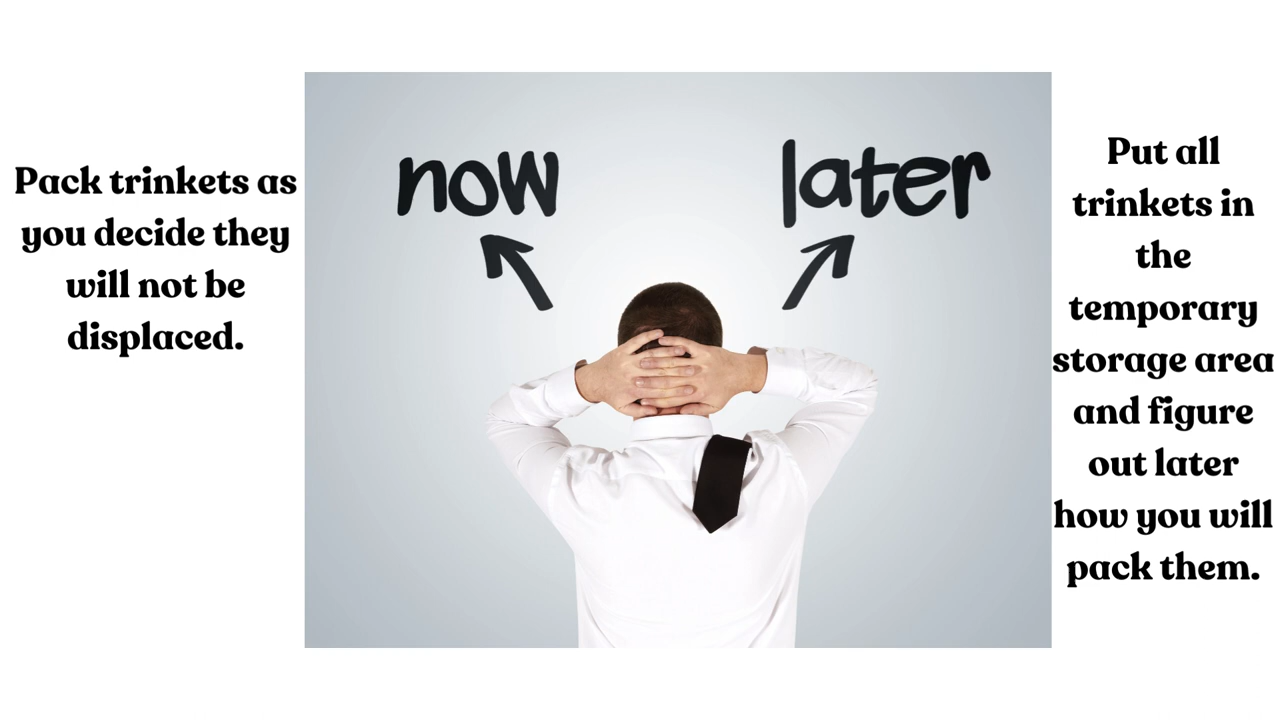 Pack trinkets as
you decide they
will not be
displaced.
now
later
Put all
trinkets in
the
temporary
storage area
and figure
out later
how you will
pack them.